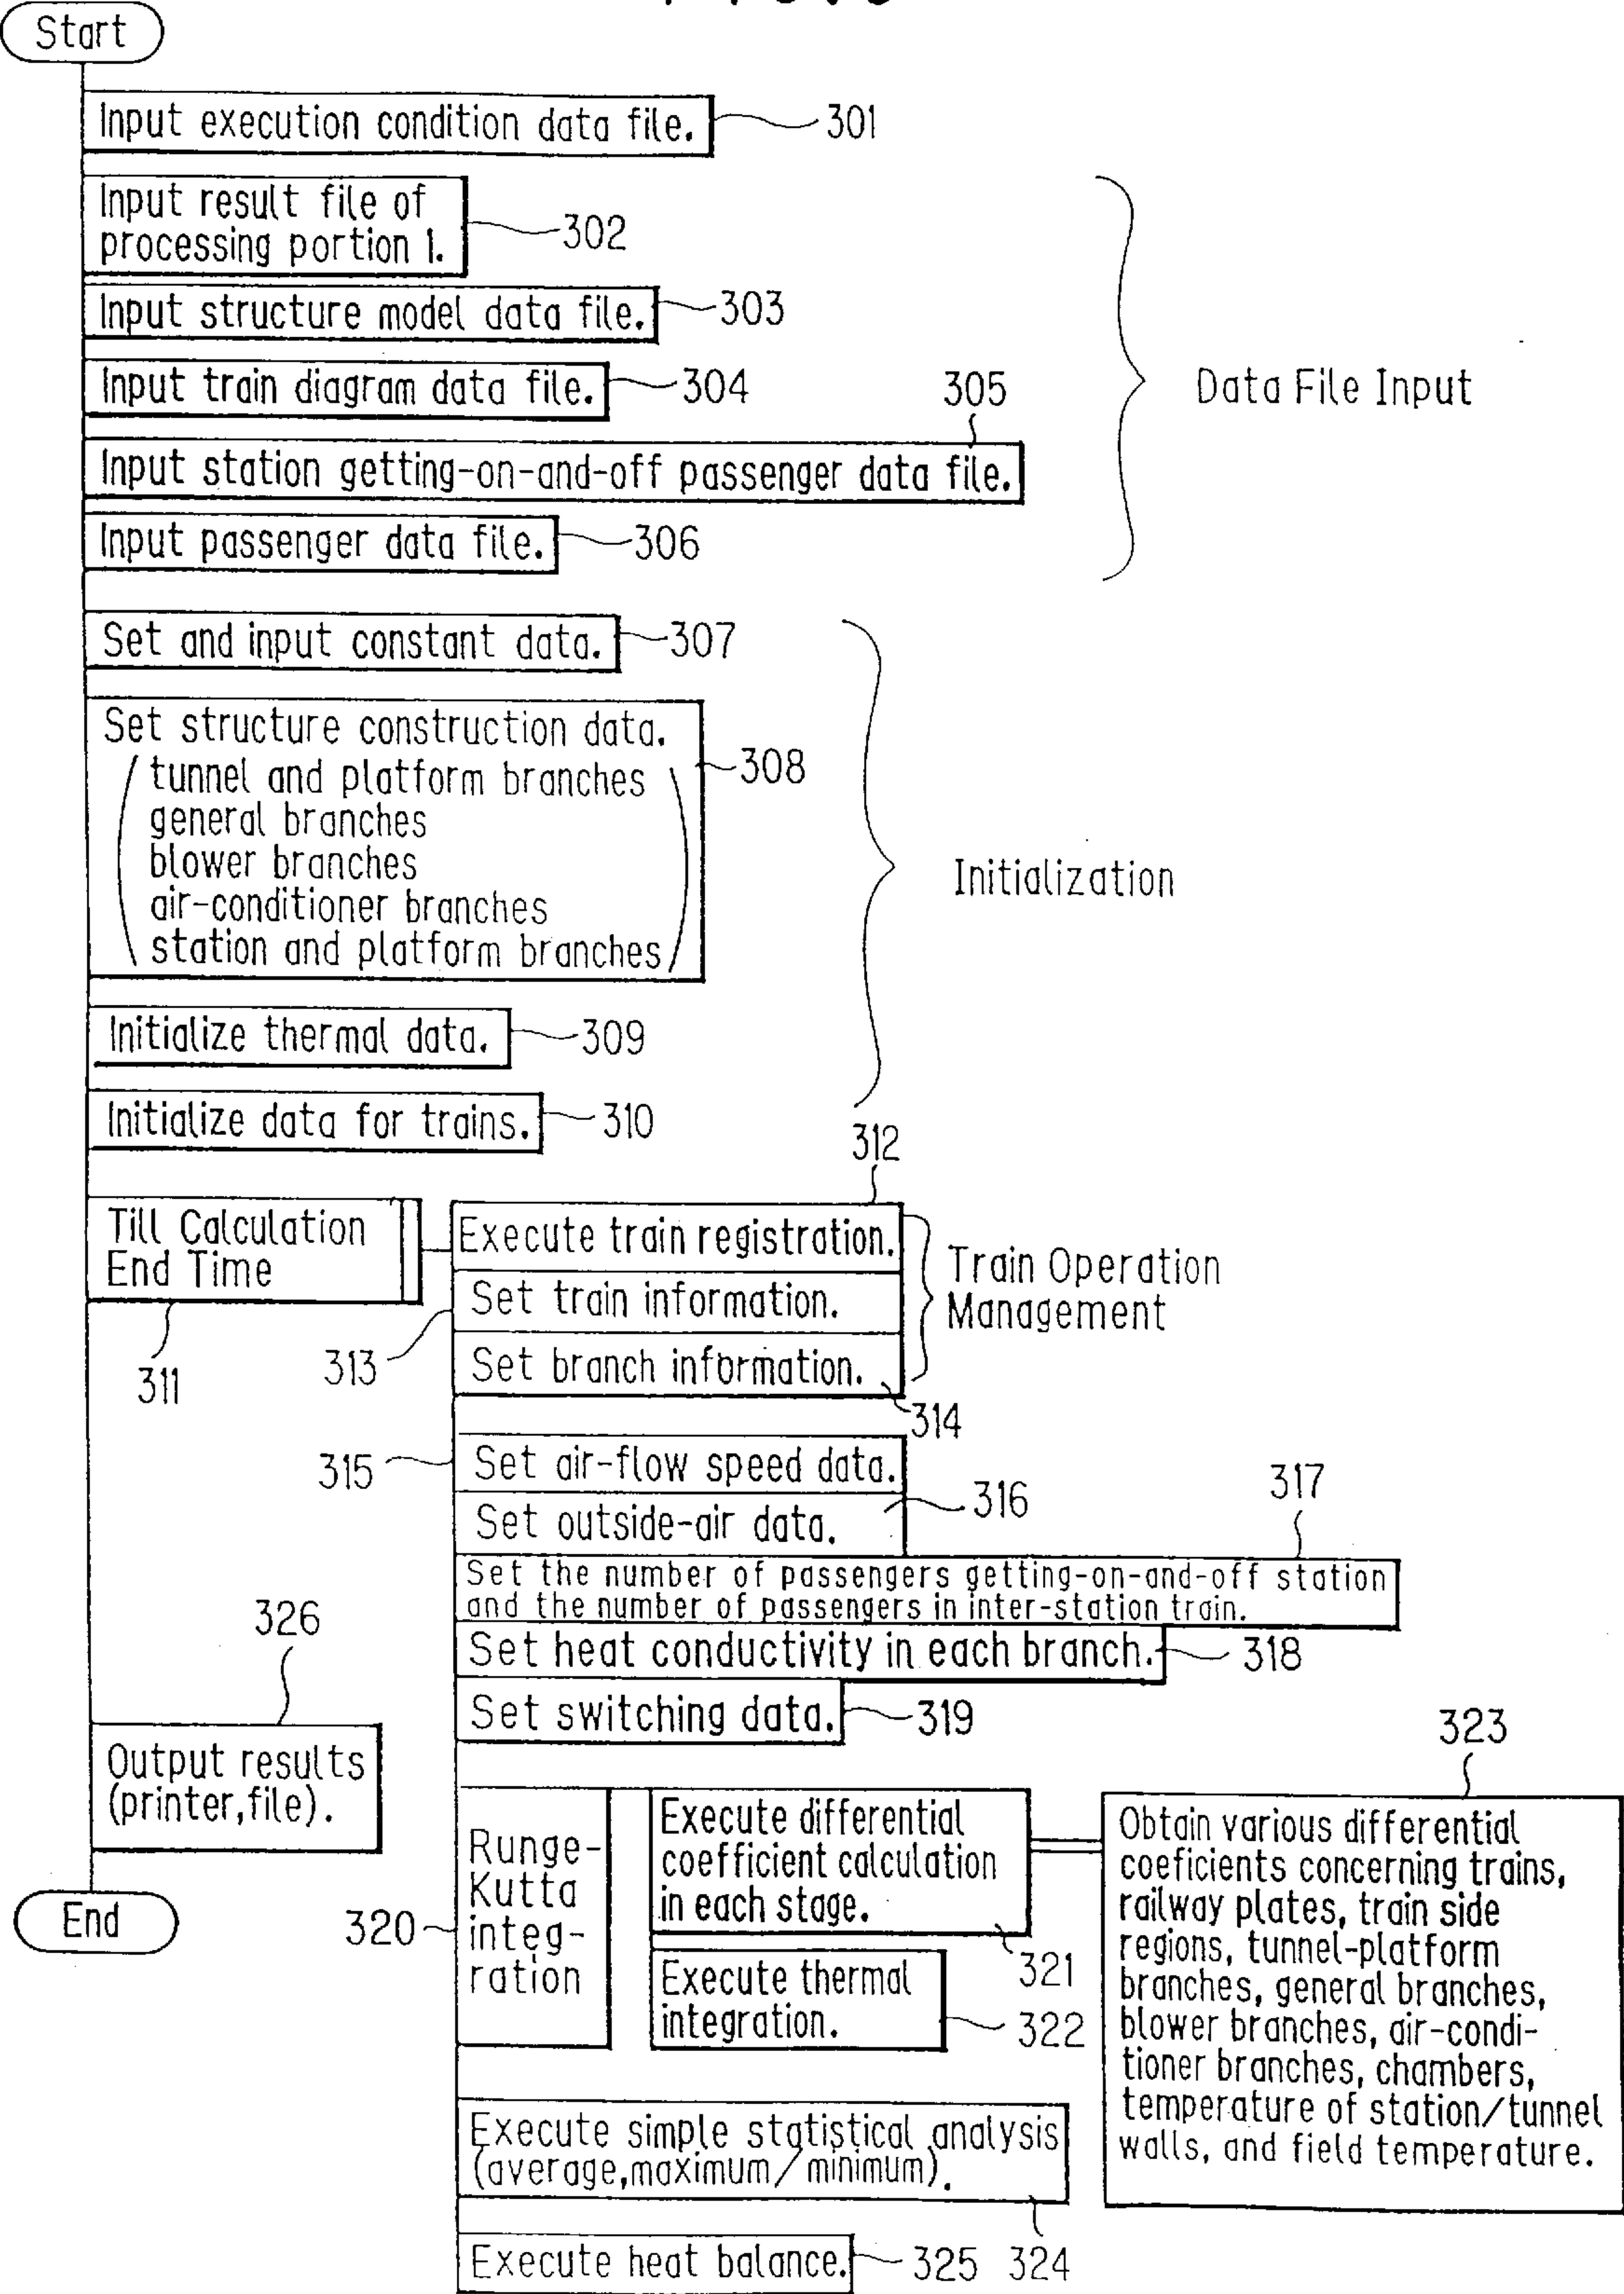 Start
Input execution condition data file.
301
Input result file of
processing portion 1.
302
Input structure model data file.
303
Input train diagram data file.
304
305
Input station getting-on-and-off passenger data file.
Input passenger data file.
306
Data File Input
Set and input constant data.
307
Set structure construction data.
tunnel and platform branches
general branches
blower branches
air-conditioner branches
station and platform branches
308
Initialization
Initialize thermal data.
309
Initialize data for trains.
310
Till Calculation
End Time
311
312
Execute train registration.
Set train information.
313
Set branch information.
314
Train Operation
Management
315
Set air-flow speed data.
Set outside-air data.
316
317
Set the number of passengers getting-on-and-off station
and the number of passengers in inter-station train.
Set heat conductivity in each branch.
318
Set switching data.
319
326
Output results
(printer,file).
End
320
Runge-
Kutta
integ-
ration
Execute differential
coefficient calculation
in each stage.
321
Execute thermal
integration.
322
323
Obtain various differential
coeficients concerning trains,
railway plates, train side
regions, tunnel-platform
branches, general branches,
blower branches, air-condi-
tioner branches, chambers,
temperature of station/tunnel
walls, and field temperature.
Execute simple statistical analysis
(average,maximum/minimum).
324
Execute heat balance.
325